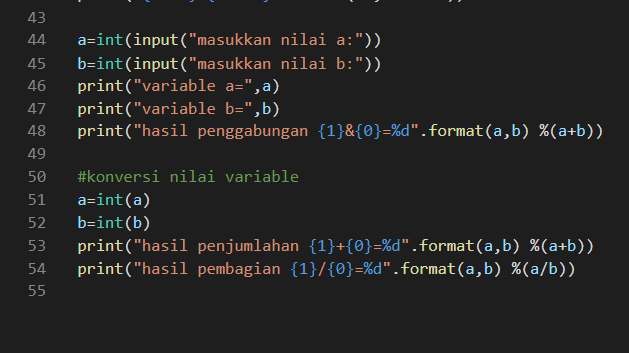 43
44 a=int(input("masukkan nilai a:"))
45 b=int(input("masukkan nilai b:"))
46 print("variable a=",a)
47 print("variable b=",b)
48 print("hasil penggabungan {1}&{0}=%d".format(a,b) %(a+b))
49
50 #konversi nilai variable
51 a=int(a)
52 b=int(b)
53 print("hasil penjumlahan {1}+{0}=%d".format(a,b) %(a+b))
54 print("hasil pembagian {1}/{0}=%d".format(a,b) %(a/b))
55